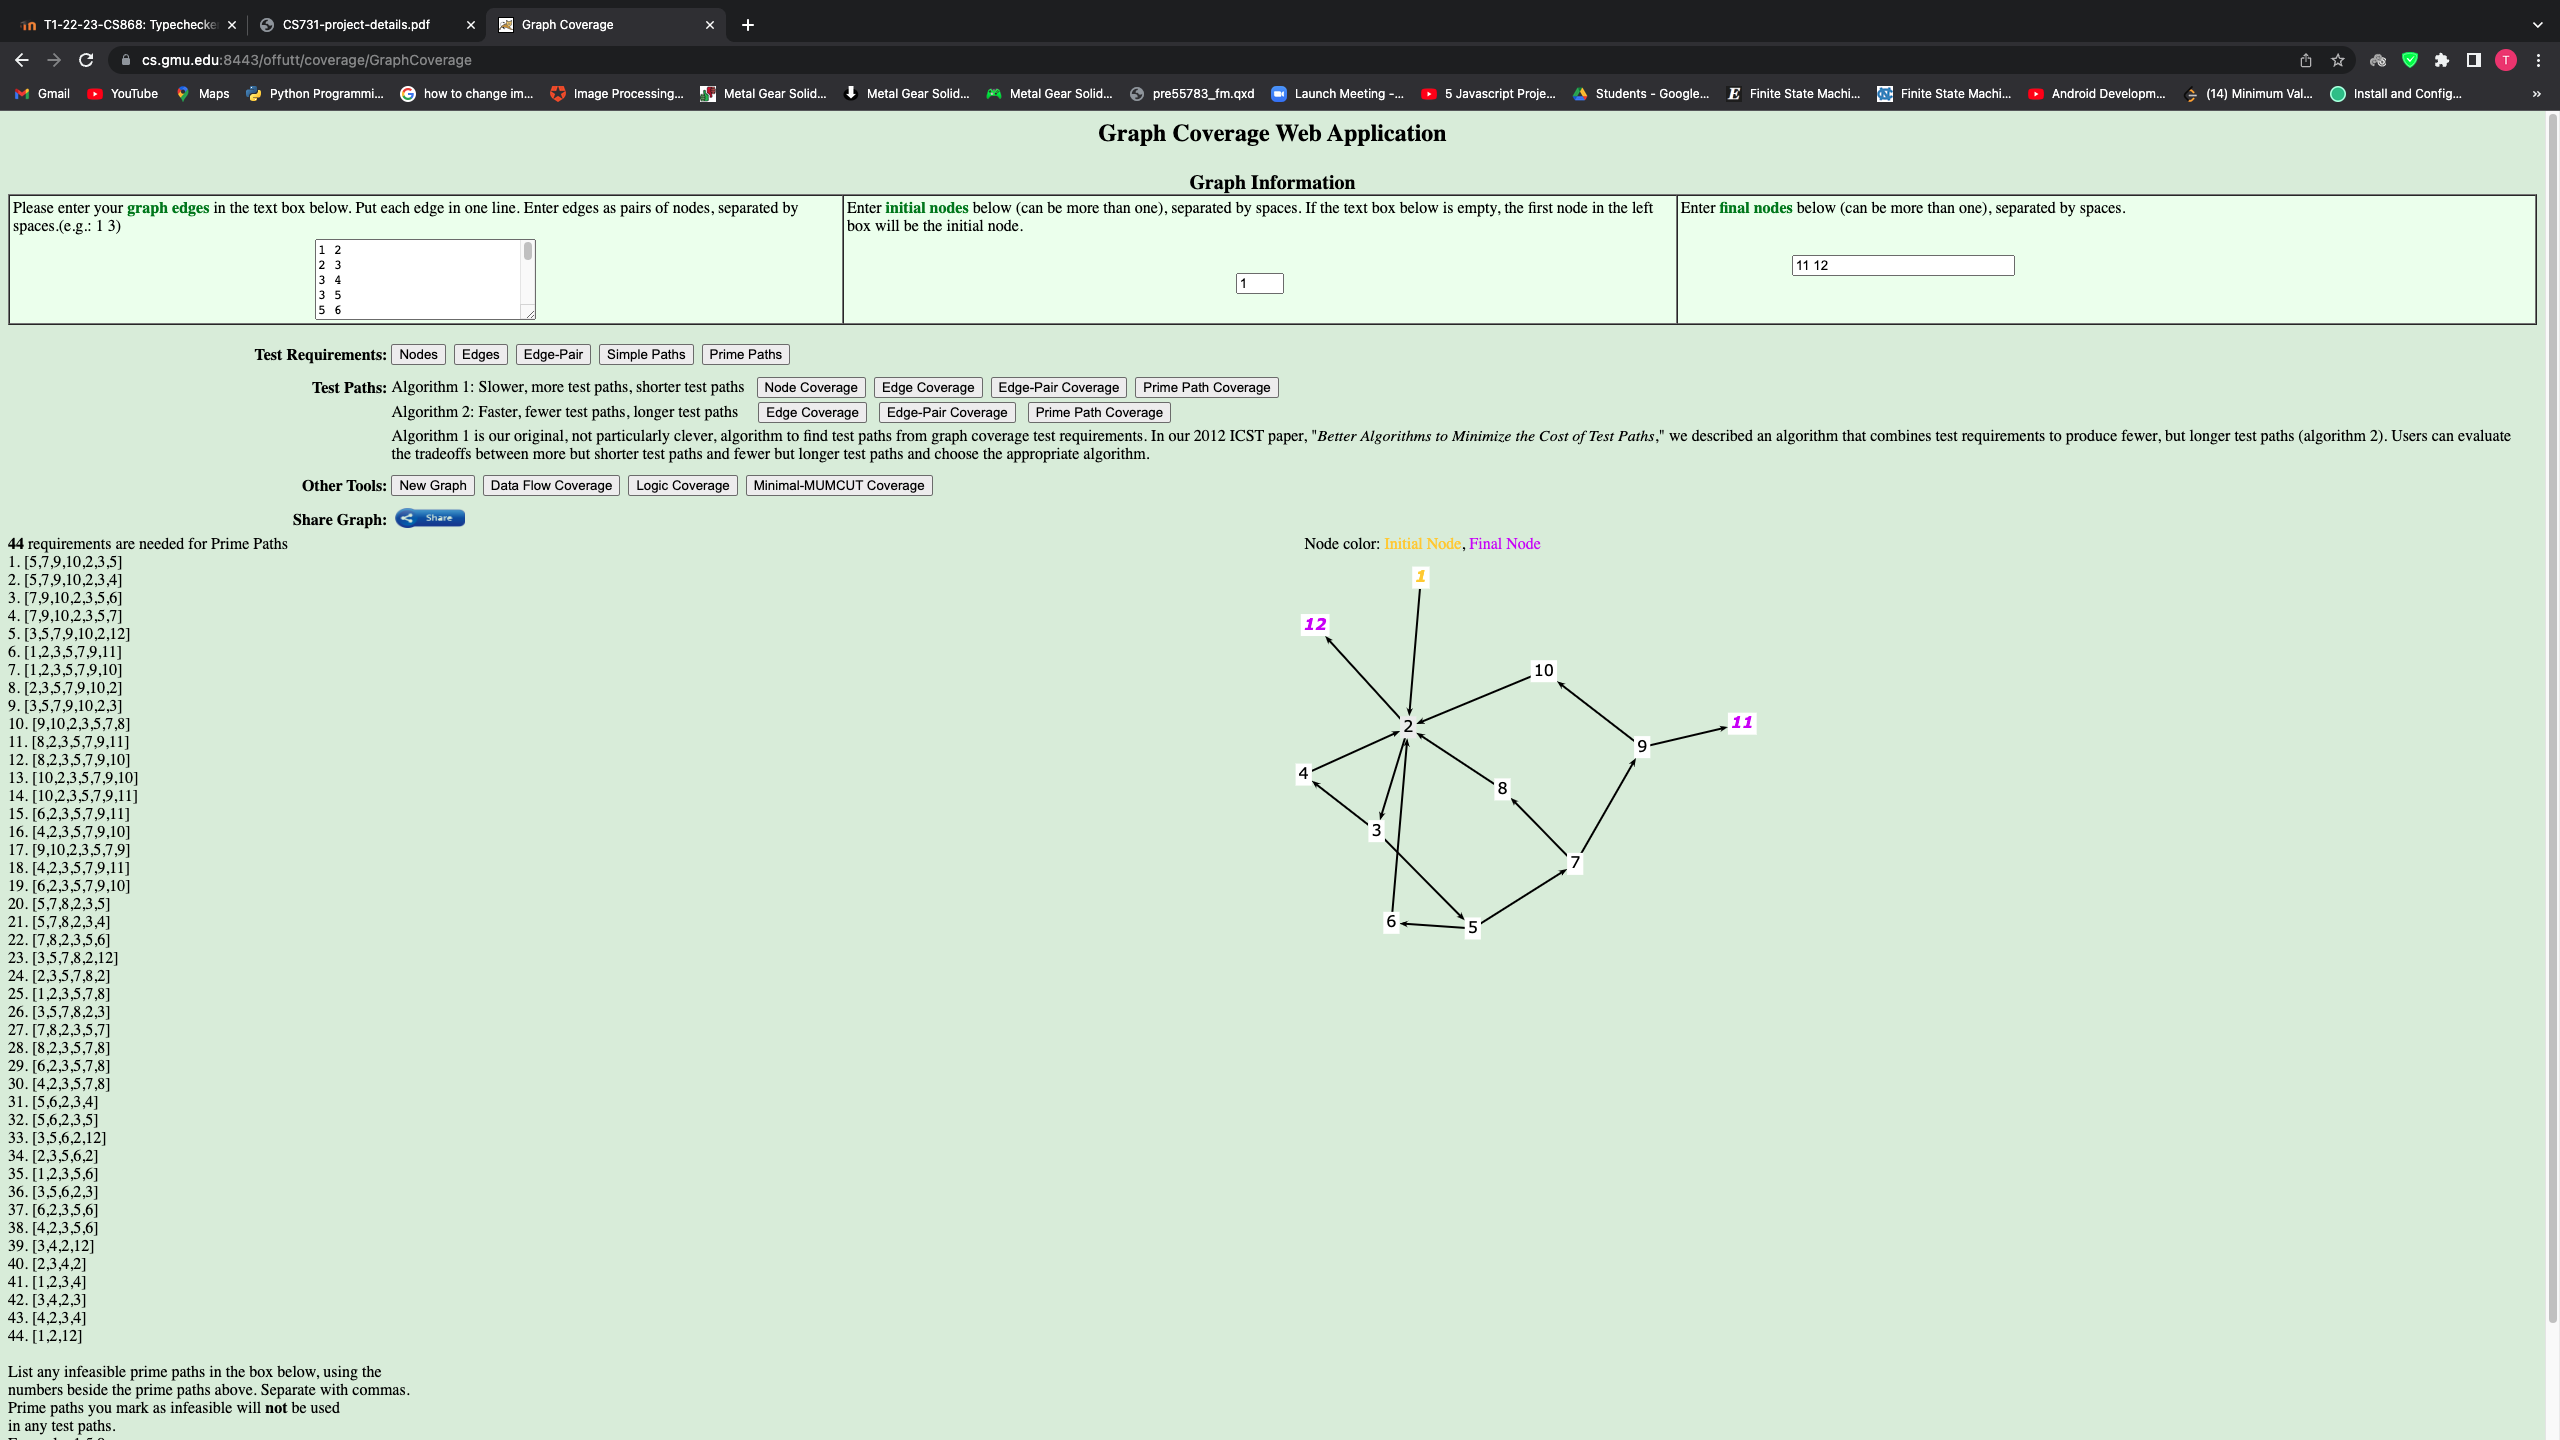 T1-22-23-CS868: Typechecke
CS731-project-details.pdf
Graph Coverage
cs.gmu.edu:8443/offutt/coverage/GraphCoverage
T
Gmail
YouTube
Maps
Python Programmi...
how to change im...
Image Processing...
Metal Gear Solid...
Metal Gear Solid...
Metal Gear Solid...
pre55783_fm.qxd
Launch Meeting -...
5 Javascript Proje...
Students - Google...
Finite State Machi...
Finite State Machi...
Android Developm...
(14) Minimum Val...
Install and Config...
»
Graph Coverage Web Application
Graph Information
Please enter your graph edges in the text box below. Put each edge in one line. Enter edges as pairs of nodes, separated by
spaces.(e.g.: 1 3)
1 2
2 3
3 4
3 5
5 6
Enter initial nodes below (can be more than one), separated by spaces. If the text box below is empty, the first node in the left
box will be the initial node.
1
Enter final nodes below (can be more than one), separated by spaces.
11 12
Test Requirements: Nodes Edges Edge-Pair Simple Paths Prime Paths
Test Paths: Algorithm 1: Slower, more test paths, shorter test paths Node Coverage Edge Coverage Edge-Pair Coverage Prime Path Coverage
Algorithm 2: Faster, fewer test paths, longer test paths Edge Coverage Edge-Pair Coverage Prime Path Coverage
Algorithm 1 is our original, not particularly clever, algorithm to find test paths from graph coverage test requirements. In our 2012 ICST paper, "Better Algorithms to Minimize the Cost of Test Paths," we described an algorithm that combines test requirements to produce fewer, but longer test paths (algorithm 2). Users can evaluate
the tradeoffs between more but shorter test paths and fewer but longer test paths and choose the appropriate algorithm.
Other Tools: New Graph Data Flow Coverage Logic Coverage Minimal-MUMCUT Coverage
Share Graph: Share
44 requirements are needed for Prime Paths
1. [5,7,9,10,2,3,5]
2. [5,7,9,10,2,3,4]
3. [7,9,10,2,3,5,6]
4. [7,9,10,2,3,5,7]
5. [3,5,7,9,10,2,12]
6. [1,2,3,5,7,9,11]
7. [1,2,3,5,7,9,10]
8. [2,3,5,7,9,10,2]
9. [3,5,7,9,10,2,3]
10. [9,10,2,3,5,7,8]
11. [8,2,3,5,7,9,11]
12. [8,2,3,5,7,9,10]
13. [10,2,3,5,7,9,10]
14. [10,2,3,5,7,9,11]
15. [6,2,3,5,7,9,11]
16. [4,2,3,5,7,9,10]
17. [9,10,2,3,5,7,9]
18. [4,2,3,5,7,9,11]
19. [6,2,3,5,7,9,10]
20. [5,7,8,2,3,5]
21. [5,7,8,2,3,4]
22. [7,8,2,3,5,6]
23. [3,5,7,8,2,12]
24. [2,3,5,7,8,2]
25. [1,2,3,5,7,8]
26. [3,5,7,8,2,3]
27. [7,8,2,3,5,7]
28. [8,2,3,5,7,8]
29. [6,2,3,5,7,8]
30. [4,2,3,5,7,8]
31. [5,6,2,3,4]
32. [5,6,2,3,5]
33. [3,5,6,2,12]
34. [2,3,5,6,2]
35. [1,2,3,5,6]
36. [3,5,6,2,3]
37. [6,2,3,5,6]
38. [4,2,3,5,6]
39. [3,4,2,12]
40. [2,3,4,2]
41. [1,2,3,4]
42. [3,4,2,3]
43. [4,2,3,4]
44. [1,2,12]
List any infeasible prime paths in the box below, using the
numbers beside the prime paths above. Separate with commas.
Prime paths you mark as infeasible will not be used
in any test paths.
Node color: Initial Node, Final Node
1
12
10
11
2
9
4
8
3
7
6
5